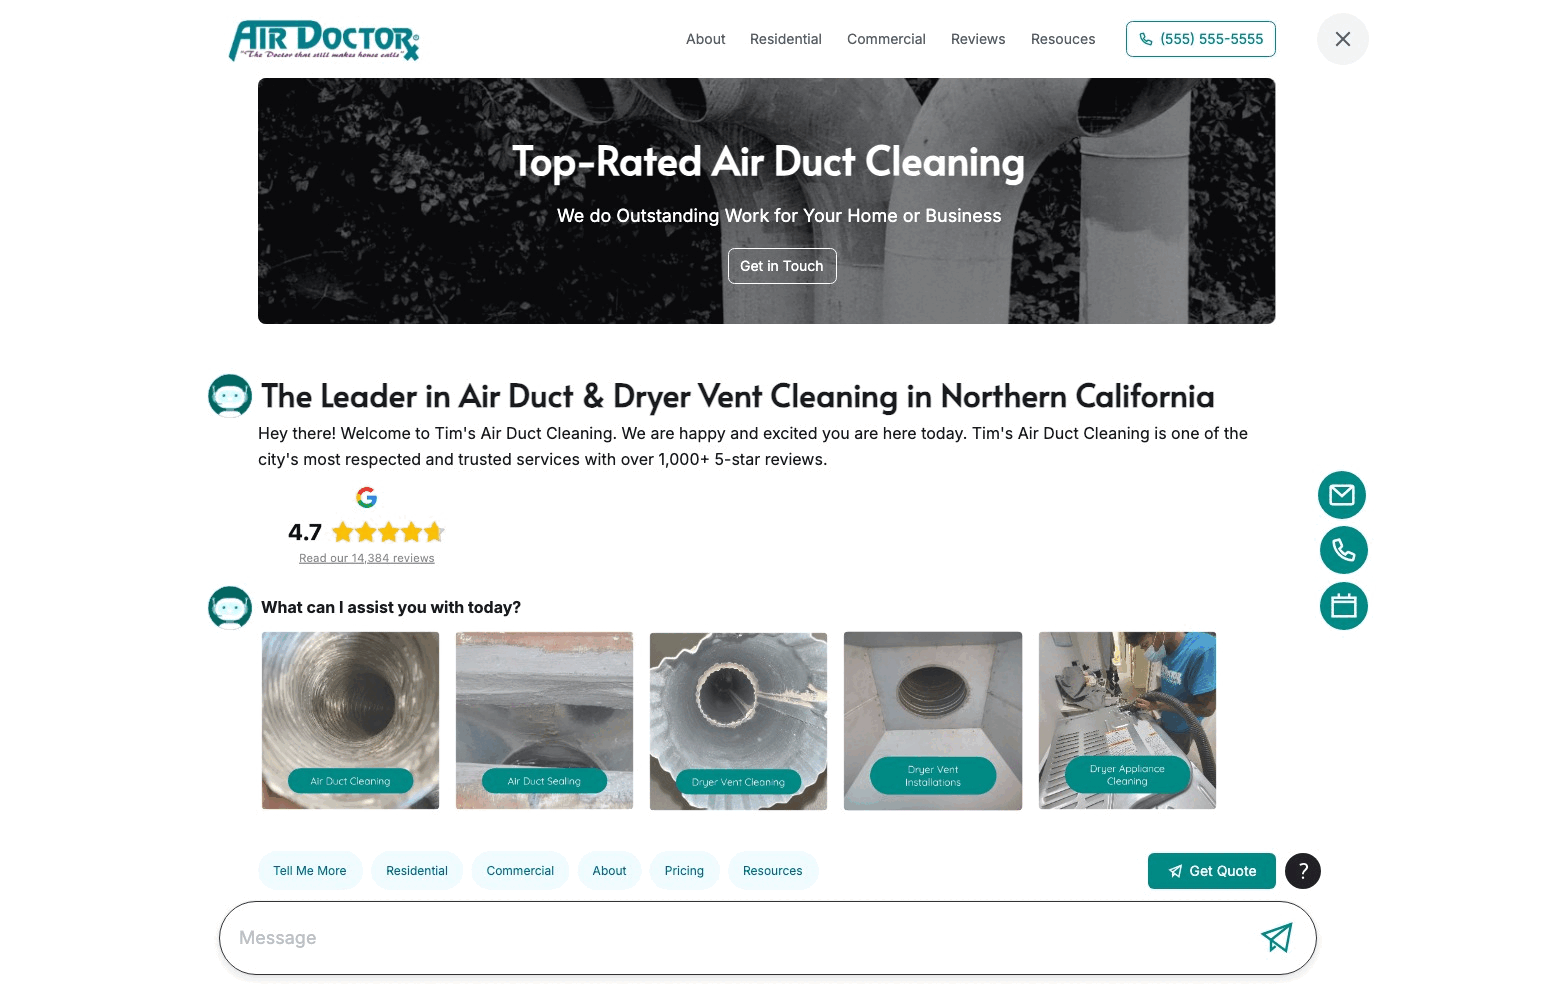 AIR DOCTOR
"The Doctor that still makes house calls"
About
Residential
Commercial
Reviews
Resouces
(555) 555-5555
Top-Rated Air Duct Cleaning
We do Outstanding Work for Your Home or Business
Get in Touch
The Leader in Air Duct & Dryer Vent Cleaning in Northern California
Hey there! Welcome to Tim's Air Duct Cleaning. We are happy and excited you are here today. Tim's Air Duct Cleaning is one of the
city's most respected and trusted services with over 1,000+ 5-star reviews.
G
4.7
Read our 14,384 reviews
What can I assist you with today?
Air Duct Cleaning
Air Duct Sealing
Dryer Vent Cleaning
Dryer Vent
Installations
Dryer Appliance
Cleaning
Tell Me More
Residential
Commercial
About
Pricing
Resources
Get Quote
?
Message